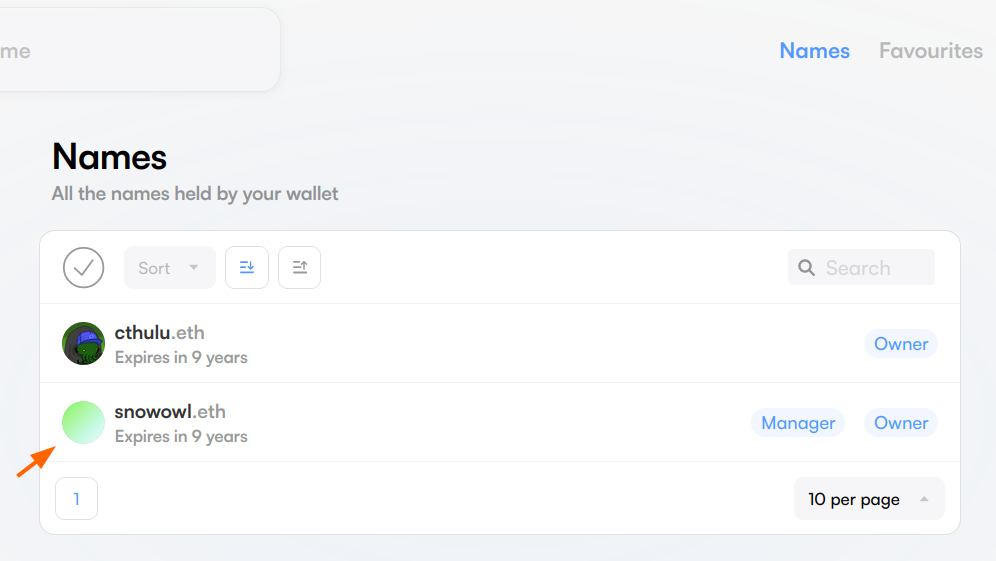 me
Names Favourites
Names
All the names held by your wallet
Sort
Search
cthulu.eth
Expires in 9 years
Owner
snowowl.eth
Expires in 9 years
Manager Owner
1
10 per page